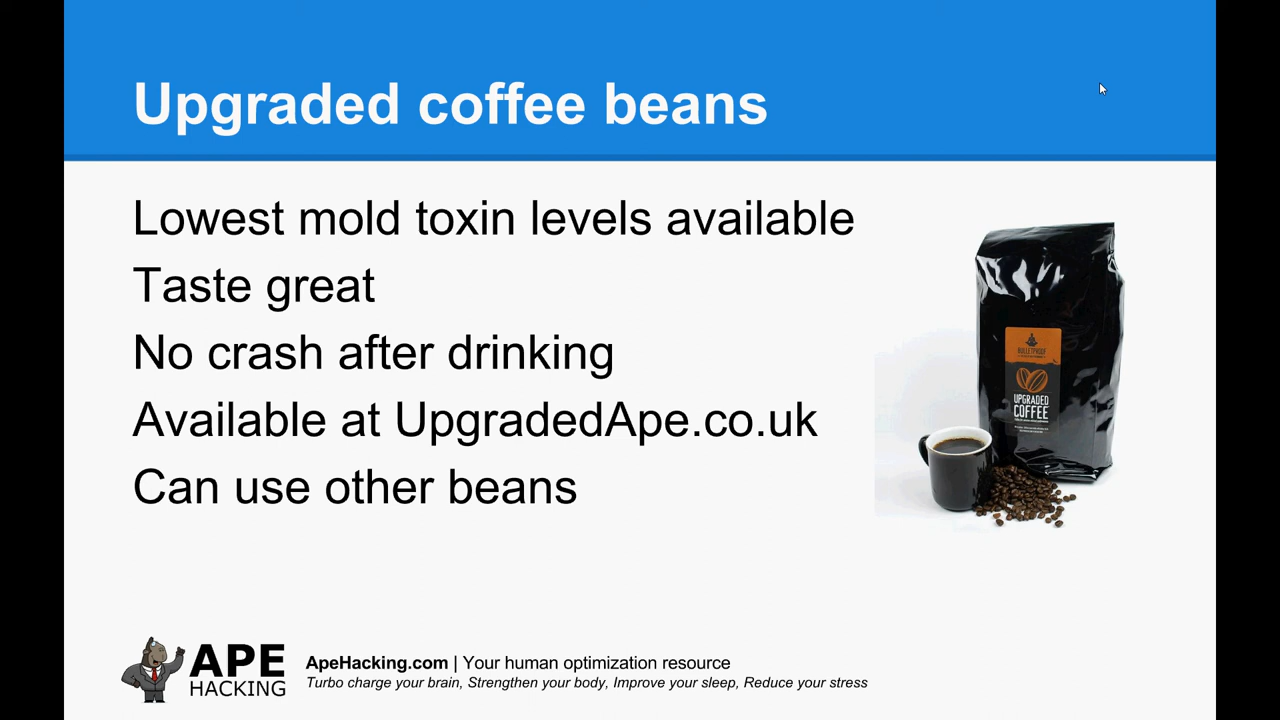 Upgraded coffee beans
Lowest mold toxin levels available
Taste great
No crash after drinking
Available at UpgradedApe.co.uk
Can use other beans
BULLETPROOF
UPGRADED
COFFEE
APE
HACKING
ApeHacking.com | Your human optimization resource
Turbo charge your brain, Strengthen your body, Improve your sleep, Reduce your stress